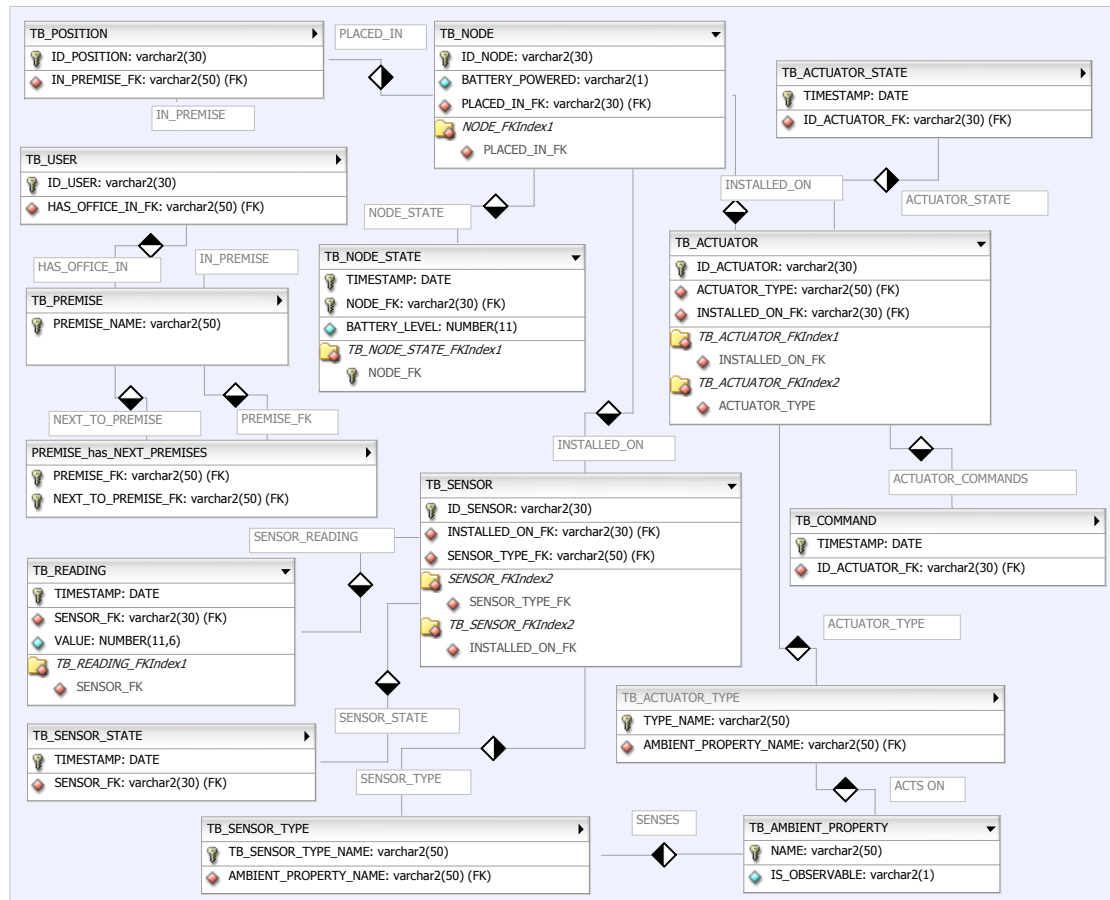 TB_POSITION
ID_POSITION: varchar2(30)
IN_PREMISE_FK: varchar2(50) (FK)
IN_PREMISE
PLACED_IN
TB_NODE
ID_NODE: varchar2(30)
BATTERY_POWERED: varchar2(1)
PLACED_IN_FK: varchar2(30) (FK)
NODE_FKIndex1
PLACED_IN_FK
TB_ACTUATOR_STATE
TIMESTAMP: DATE
ID_ACTUATOR_FK: varchar2(30) (FK)
TB_USER
ID_USER: varchar2(30)
HAS_OFFICE_IN_FK: varchar2(50) (FK)
NODE_STATE
INSTALLED_ON
ACTUATOR_STATE
HAS_OFFICE_IN
IN_PREMISE
TB_PREMISE
PREMISE_NAME: varchar2(50)
TB_NODE_STATE
TIMESTAMP: DATE
NODE_FK: varchar2(30) (FK)
BATTERY_LEVEL: NUMBER(11)
TB_NODE_STATE_FKIndex1
NODE_FK
TB_ACTUATOR
ID_ACTUATOR: varchar2(30)
ACTUATOR_TYPE: varchar2(50) (FK)
INSTALLED_ON_FK: varchar2(30) (FK)
TB_ACTUATOR_FKIndex1
INSTALLED_ON_FK
TB_ACTUATOR_FKIndex2
ACTUATOR_TYPE
NEXT_TO_PREMISE
PREMISE_FK
PREMISE_has_NEXT_PREMISES
PREMISE_FK: varchar2(50) (FK)
NEXT_TO_PREMISE_FK: varchar2(50) (FK)
INSTALLED_ON
ACTUATOR_COMMANDS
TB_SENSOR
ID_SENSOR: varchar2(30)
INSTALLED_ON_FK: varchar2(30) (FK)
SENSOR_TYPE_FK: varchar2(50) (FK)
SENSOR_FKIndex2
SENSOR_TYPE_FK
TB_SENSOR_FKIndex2
INSTALLED_ON_FK
TB_COMMAND
TIMESTAMP: DATE
ID_ACTUATOR_FK: varchar2(30) (FK)
SENSOR_READING
TB_READING
TIMESTAMP: DATE
SENSOR_FK: varchar2(30) (FK)
VALUE: NUMBER(11,6)
TB_READING_FKIndex1
SENSOR_FK
ACTUATOR_TYPE
TB_ACTUATOR_TYPE
TYPE_NAME: varchar2(50)
AMBIENT_PROPERTY_NAME: varchar2(50) (FK)
SENSOR_STATE
TB_SENSOR_STATE
TIMESTAMP: DATE
SENSOR_FK: varchar2(30) (FK)
SENSOR_TYPE
ACTS ON
TB_SENSOR_TYPE
TB_SENSOR_TYPE_NAME: varchar2(50)
AMBIENT_PROPERTY_NAME: varchar2(50) (FK)
SENSES
TB_AMBIENT_PROPERTY
NAME: varchar2(50)
IS_OBSERVABLE: varchar2(1)